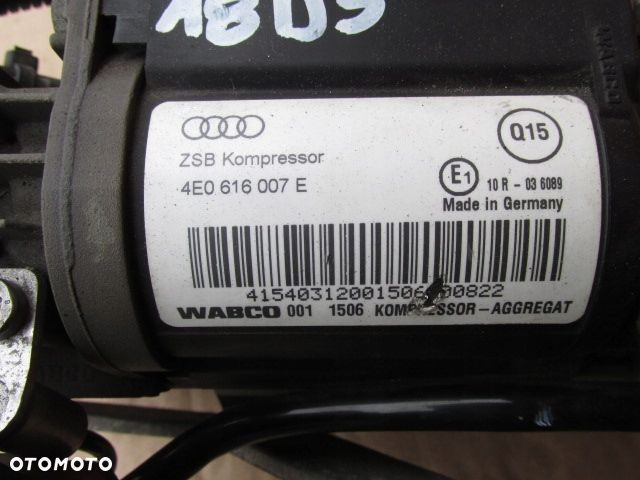 18DS
Q15
ZSB Kompressor
4E0 616 007 E
E1
10 R - 03 6089
Made in Germany
WABCO 001 1506 KOMPRESSOR-AGGREGAT
OTOMOTO